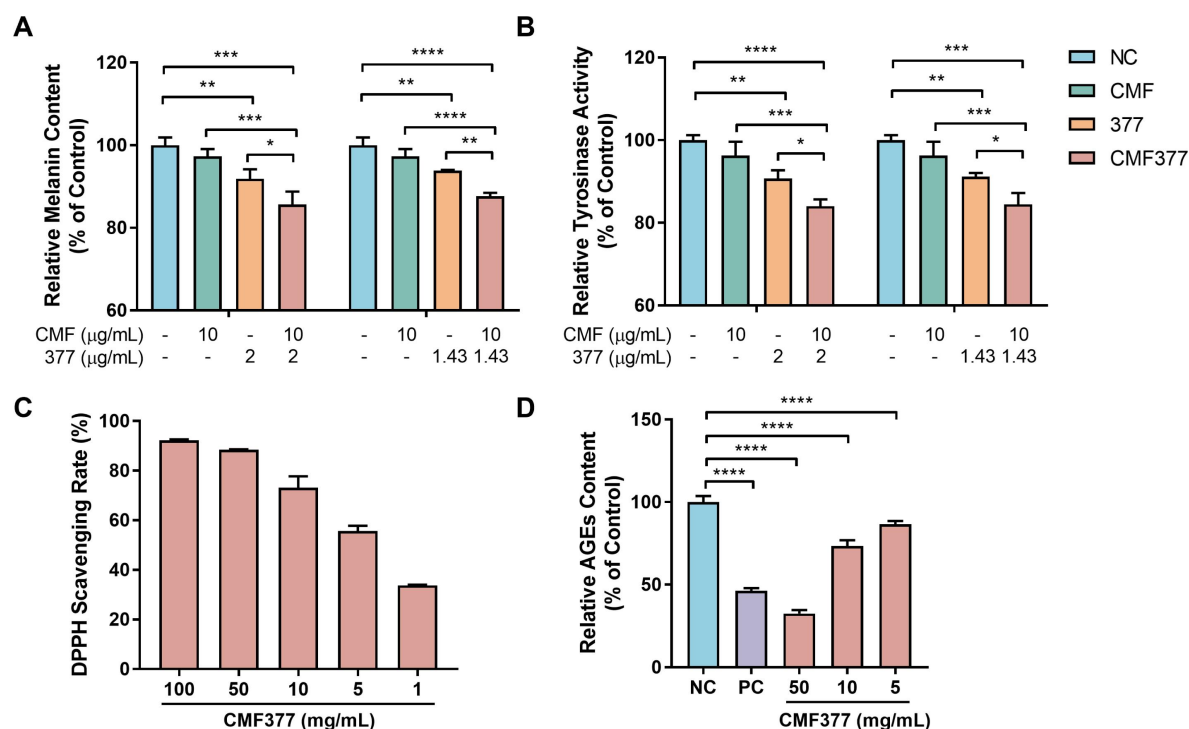 A
Relative Melanin Content
(% of Control)
120
100
80
60
***
**
***
*
****
**
****
**
CMF (μg/mL) - 10 - 10 - 10 - 10
377 (μg/mL) - - 2 2 - - 1.43 1.43
B
Relative Tyrosinase Activity
(% of Control)
120
100
80
60
****
**
***
*
***
**
***
*
CMF (μg/mL) - 10 - 10 - 10 - 10
377 (μg/mL) - - 2 2 - - 1.43 1.43
NC
CMF
377
CMF377
C
DPPH Scavenging Rate (%)
100
80
60
40
20
0
100 50 10 5 1
CMF377 (mg/mL)
D
Relative AGEs Content
(% of Control)
150
100
50
0
****
****
****
****
NC PC 50 10 5
CMF377 (mg/mL)